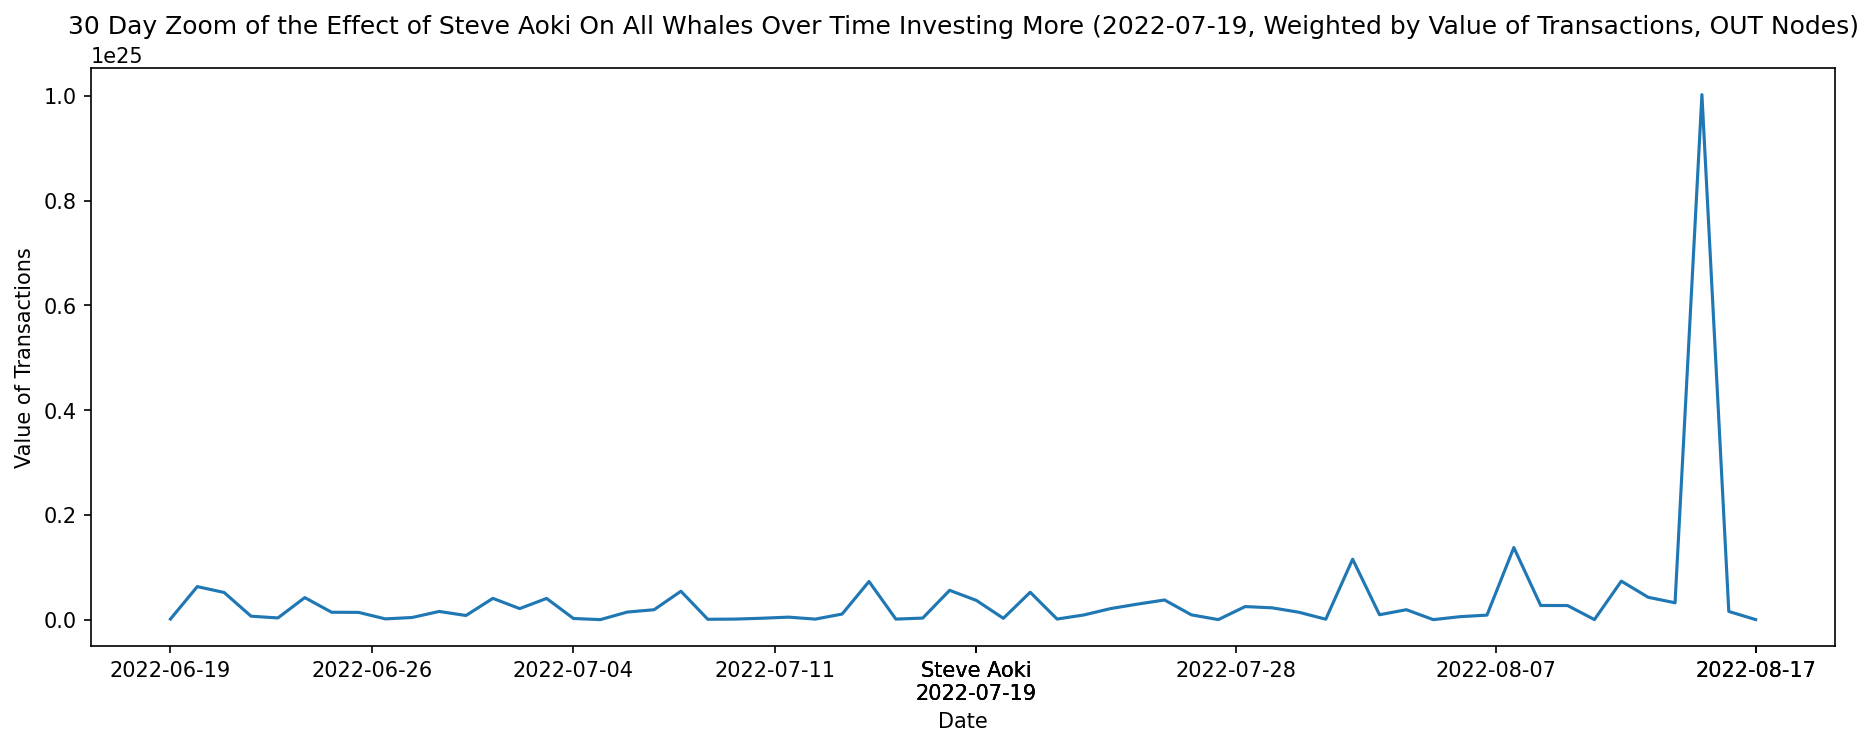 30 Day Zoom of the Effect of Steve Aoki On All Whales Over Time Investing More (2022-07-19, Weighted by Value of Transactions, OUT Nodes)
1e25
1.0
0.8
0.6
0.4
0.2
0.0
Value of Transactions
2022-06-19 2022-06-26 2022-07-04 2022-07-11 Steve Aoki 2022-07-28 2022-08-07 2022-08-17
2022-07-19
Date